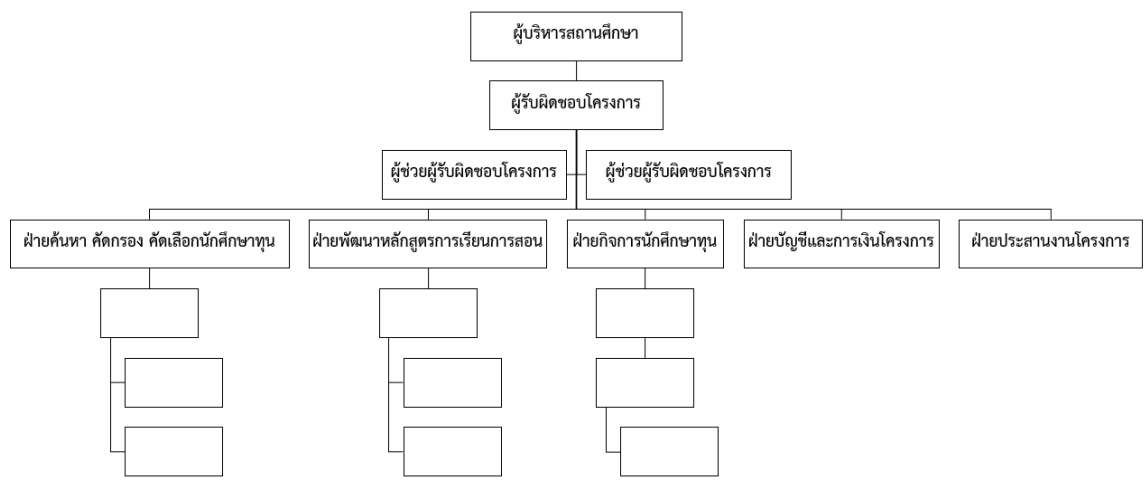 ผู้บริหารสถานศึกษา
ผู้รับผิดชอบโครงการ
ผู้ช่วยผู้รับผิดชอบโครงการ
ผู้ช่วยผู้รับผิดชอบโครงการ
ฝ่ายค้นหา คัดกรอง คัดเลือกนักศึกษาทุน
ฝ่ายพัฒนาหลักสูตรการเรียนการสอน
ฝ่ายกิจการนักศึกษาทุน
ฝ่ายบัญชีและการเงินโครงการ
ฝ่ายประสานงานโครงการ